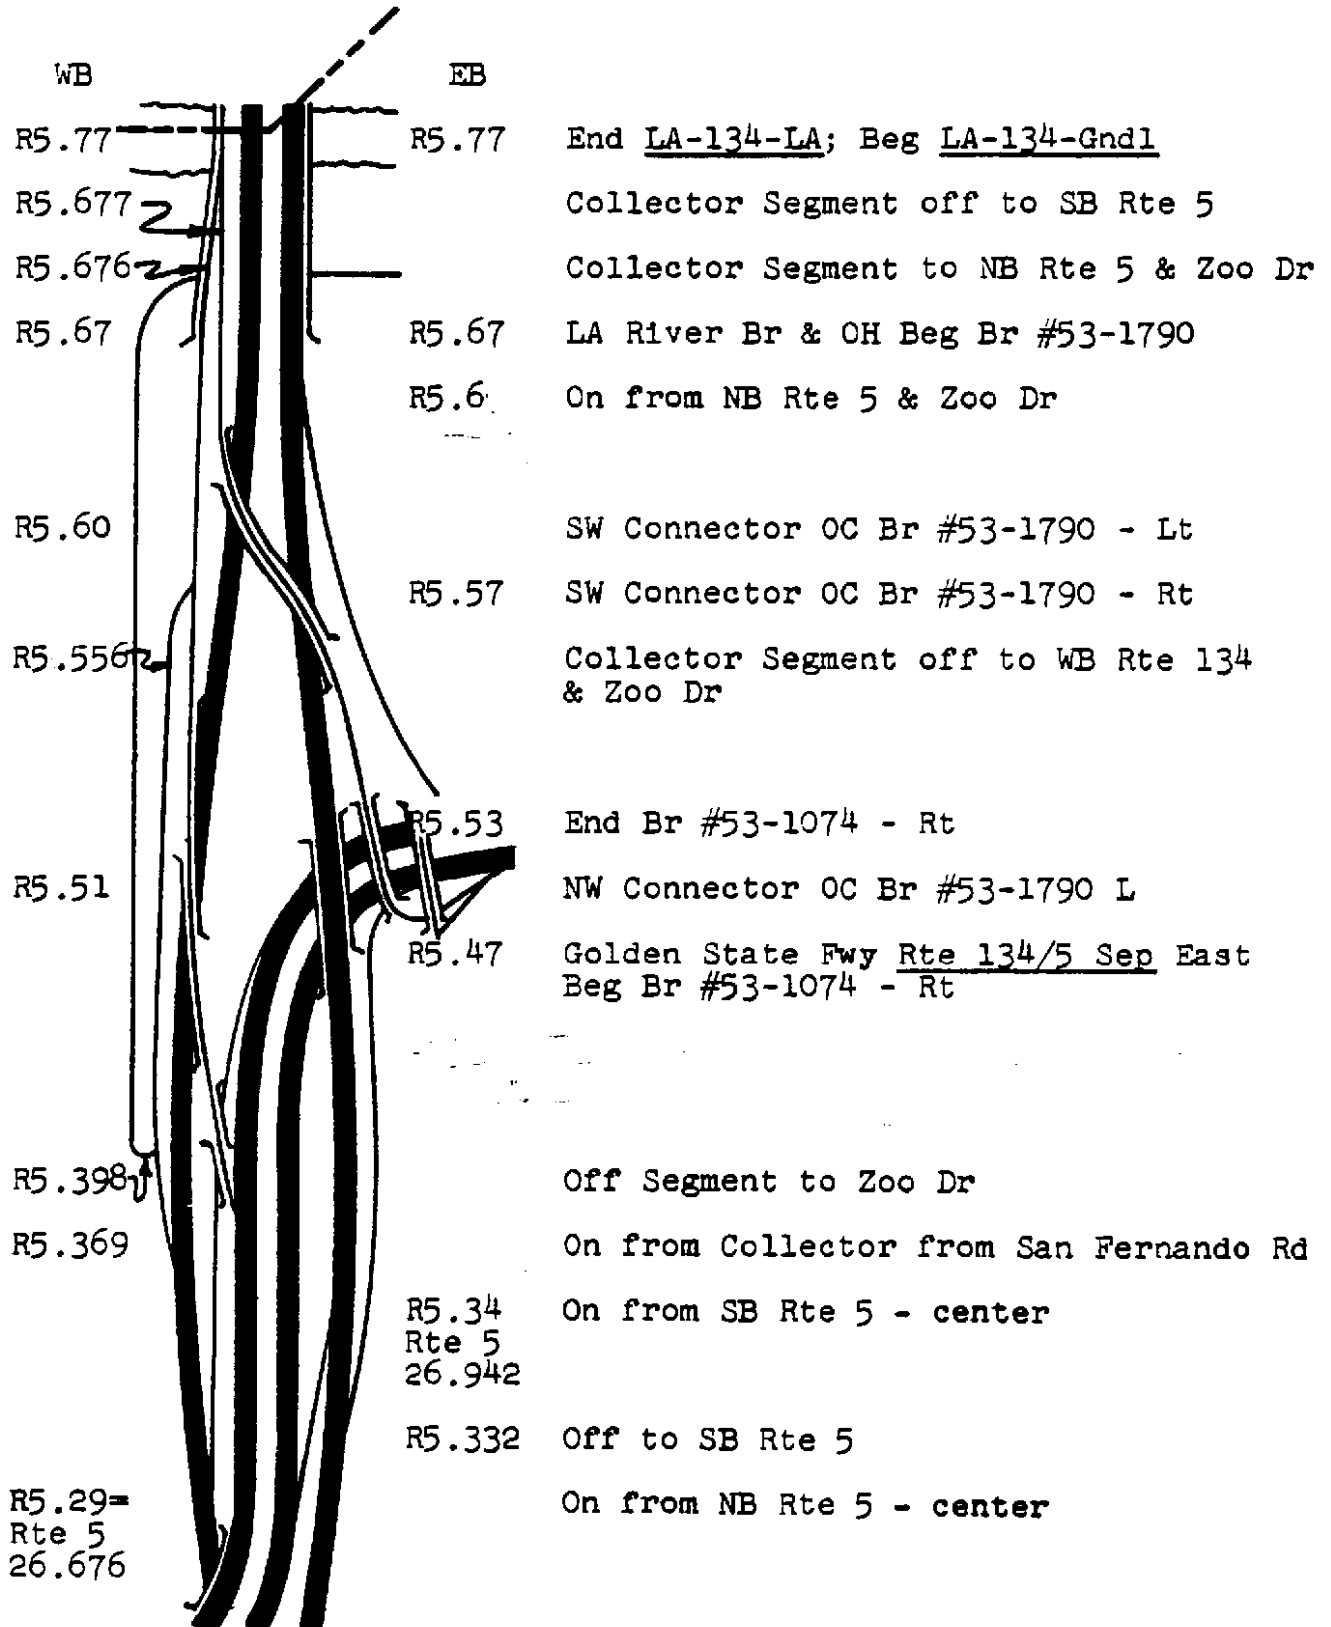 WB EB
R5.77 R5.77 End LA-134-LA; Beg LA-134-Gndl
R5.677 Collector Segment off to SB Rte 5
R5.676 Collector Segment to NB Rte 5 & Zoo Dr
R5.67 R5.67 LA River Br & OH Beg Br #53-1790
R5.6 On from NB Rte 5 & Zoo Dr
R5.60 SW Connector OC Br #53-1790 - Lt
R5.57 SW Connector OC Br #53-1790 - Rt
R5.556 Collector Segment off to WB Rte 134
& Zoo Dr
R5.53 End Br #53-1074 - Rt
R5.51 NW Connector OC Br #53-1790 L
R5.47 Golden State Fwy Rte 134/5 Sep East
Beg Br #53-1074 - Rt
R5.398 Off Segment to Zoo Dr
R5.369 On from Collector from San Fernando Rd
R5.34 On from SB Rte 5 - center
Rte 5
26.942
R5.332 Off to SB Rte 5
R5.29= On from NB Rte 5 - center
Rte 5
26.676